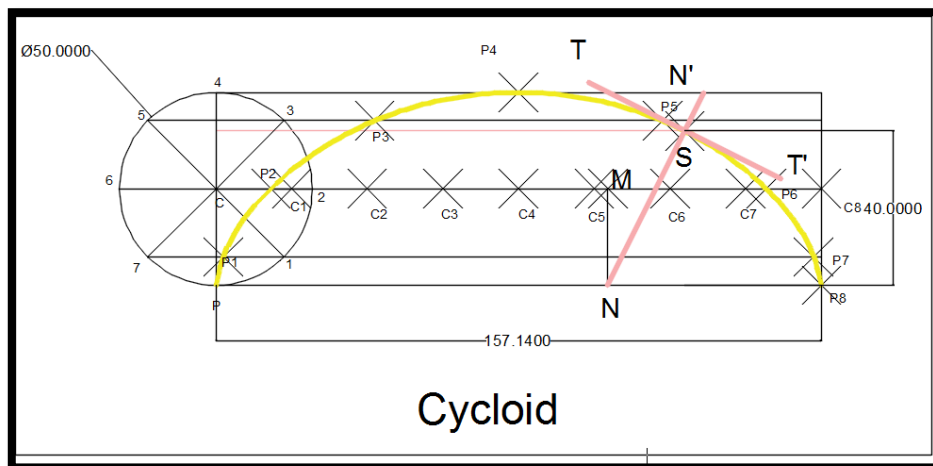 P4
T
N'
Ø50.0000
4
5
3
P5
P3
S
T'
P2
M
6
C
C1
2
C2
C3
C4
C5
C6
C7
P6
C8
40.0000
7
P1
1
P7
P
N
P8
157.1400
Cycloid